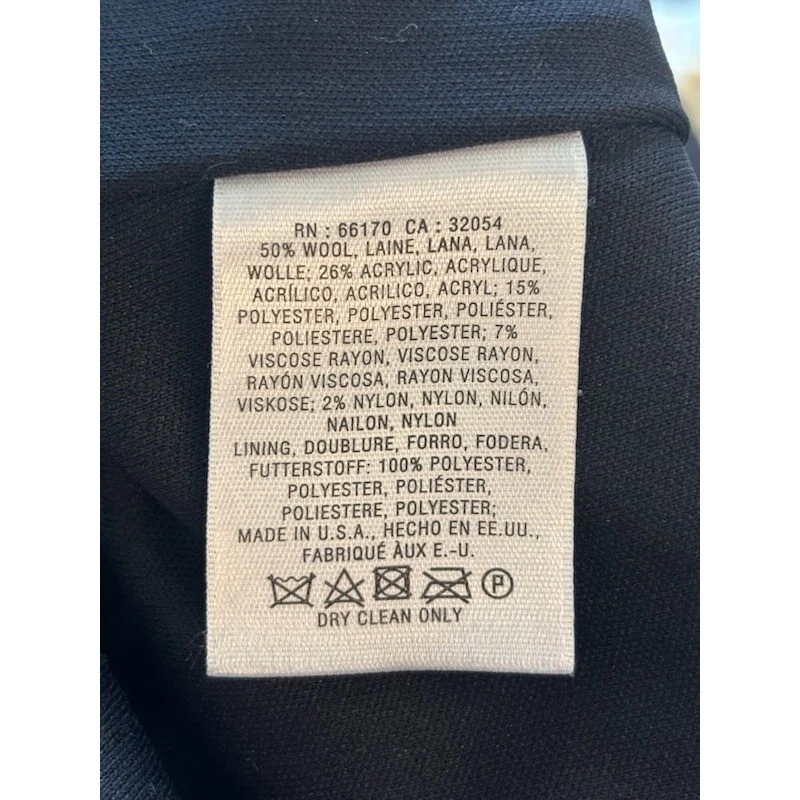 RN : 66170 CA : 32054
50% WOOL, LAINE, LANA, LANA,
WOLLE; 26% ACRYLIC, ACRYLIQUE,
ACRÍLICO, ACRILICO, ACRYL; 15%
POLYESTER, POLYESTER, POLIÉSTER,
POLIESTERE, POLYESTER; 7%
VISCOSE RAYON, VISCOSE RAYON,
RAYÓN VISCOSA, RAYON VISCOSA,
VISKOSE; 2% NYLON, NYLON, NILÓN,
NAILON, NYLON
LINING, DOUBLURE, FORRO, FODERA,
FUTTERSTOFF: 100% POLYESTER,
POLYESTER, POLIÉSTER,
POLIESTERE, POLYESTER;
MADE IN U.S.A., HECHO EN EE.UU.,
FABRIQUÉ ÀUX E.-U.
P
DRY CLEAN ONLY